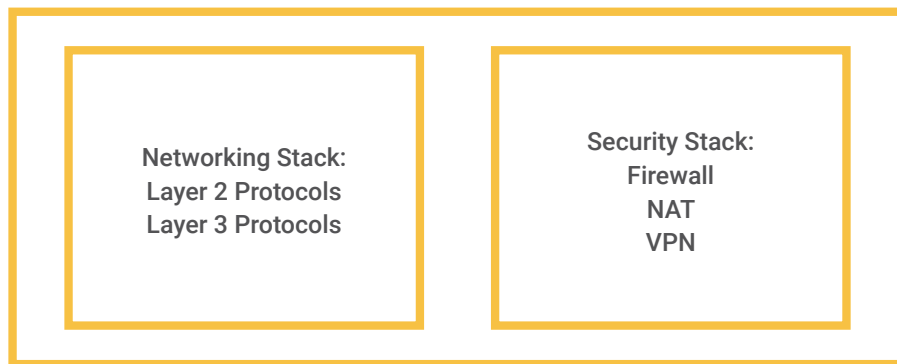 Networking Stack:
Layer 2 Protocols
Layer 3 Protocols
Security Stack:
Firewall
NAT
VPN